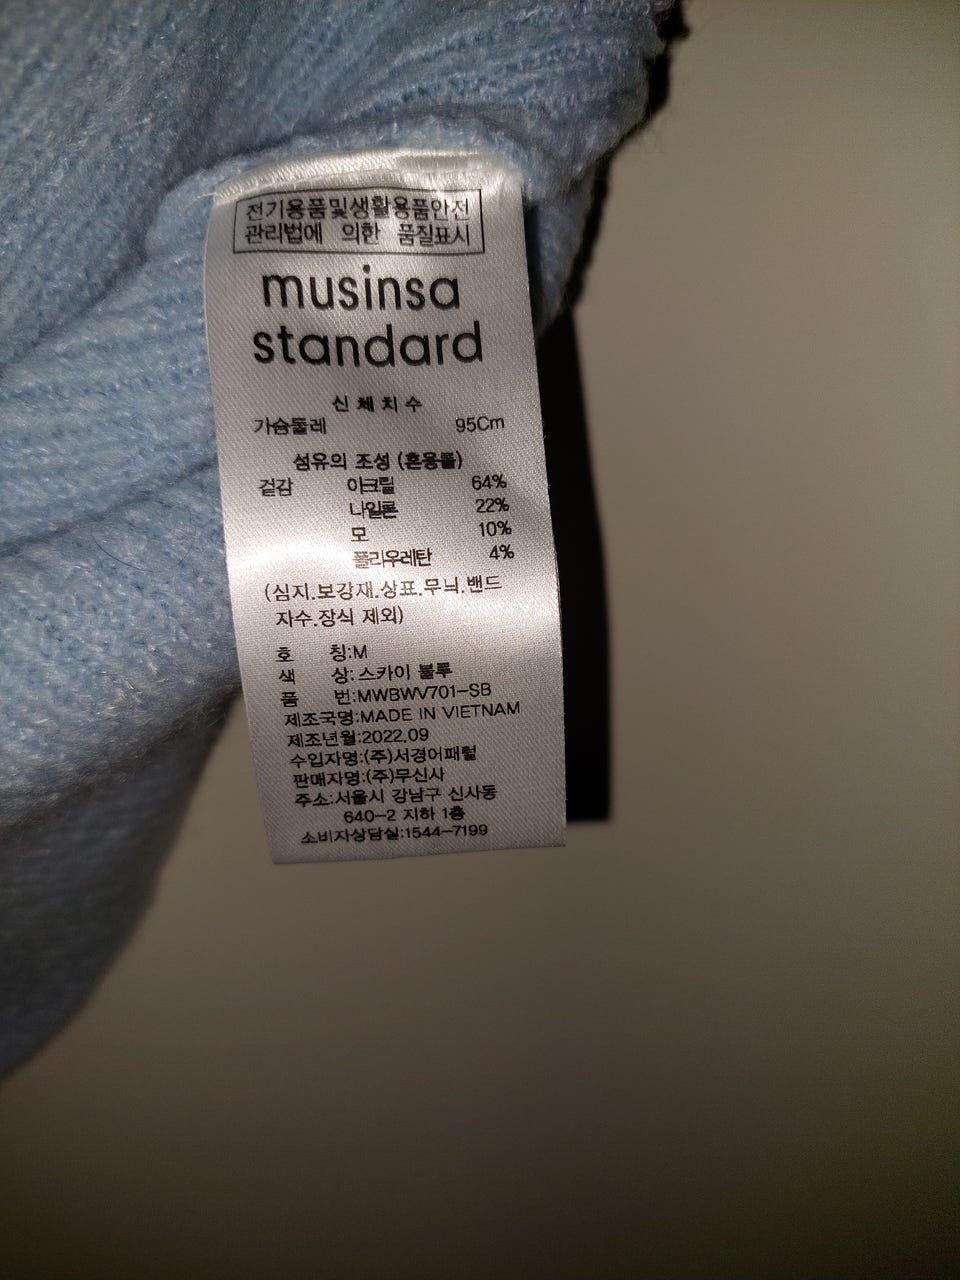 전기용품및생활용품안전
관리법에 의한 품질표시
musinsa
standard
신체치수
가슴둘레 95Cm
섬유의 조성 (혼용률)
겉감 아크릴 64%
나일론 22%
모 10%
폴리우레탄 4%
(심지.보강재.상표.무늬.밴드
자수.장식 제외)
호 칭:M
색 상:스카이 블루
품 번:MWBWV701-SB
제조국명:MADE IN VIETNAM
제조년월:2022.09
수입자명:(주)서경어패럴
판매자명:(주)무신사
주소:서울시 강남구 신사동
640-2 지하 1층
소비자상담실:1544-7199